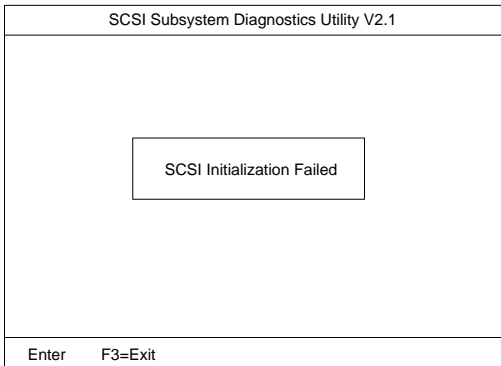 SCSI Subsystem Diagnostics Utility V2.1
SCSI Initialization Failed
Enter F3=Exit